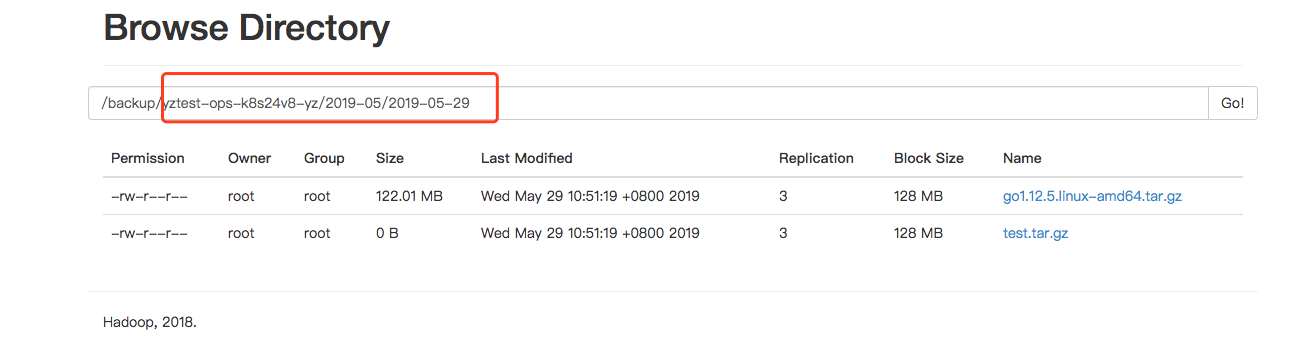 Browse Directory
/backup/yztest-ops-k8s24v8-yz/2019-05/2019-05-29 Go!
Permission Owner Group Size Last Modified Replication Block Size Name
-rw-r--r-- root root 122.01 MB Wed May 29 10:51:19 +0800 2019 3 128 MB go1.12.5.linux-amd64.tar.gz
-rw-r--r-- root root 0 B Wed May 29 10:51:19 +0800 2019 3 128 MB test.tar.gz
Hadoop, 2018.